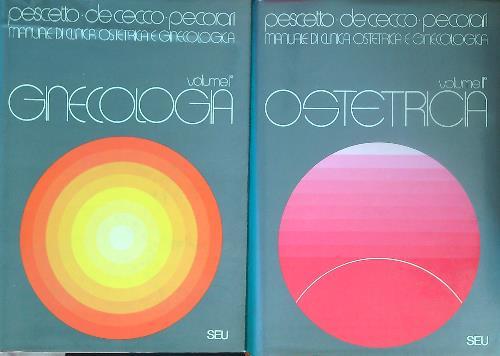 pescetto·de cecco·pecorari
MANUALE DI CLINICA OSTETRICA E GINECOLOGICA
volume I°
GINECOLOGIA
SEU
pescetto·de cecco·pecorari
MANUALE DI CLINICA OSTETRICA E GINECOLOGICA
volume II°
OSTETRICIA
SEU